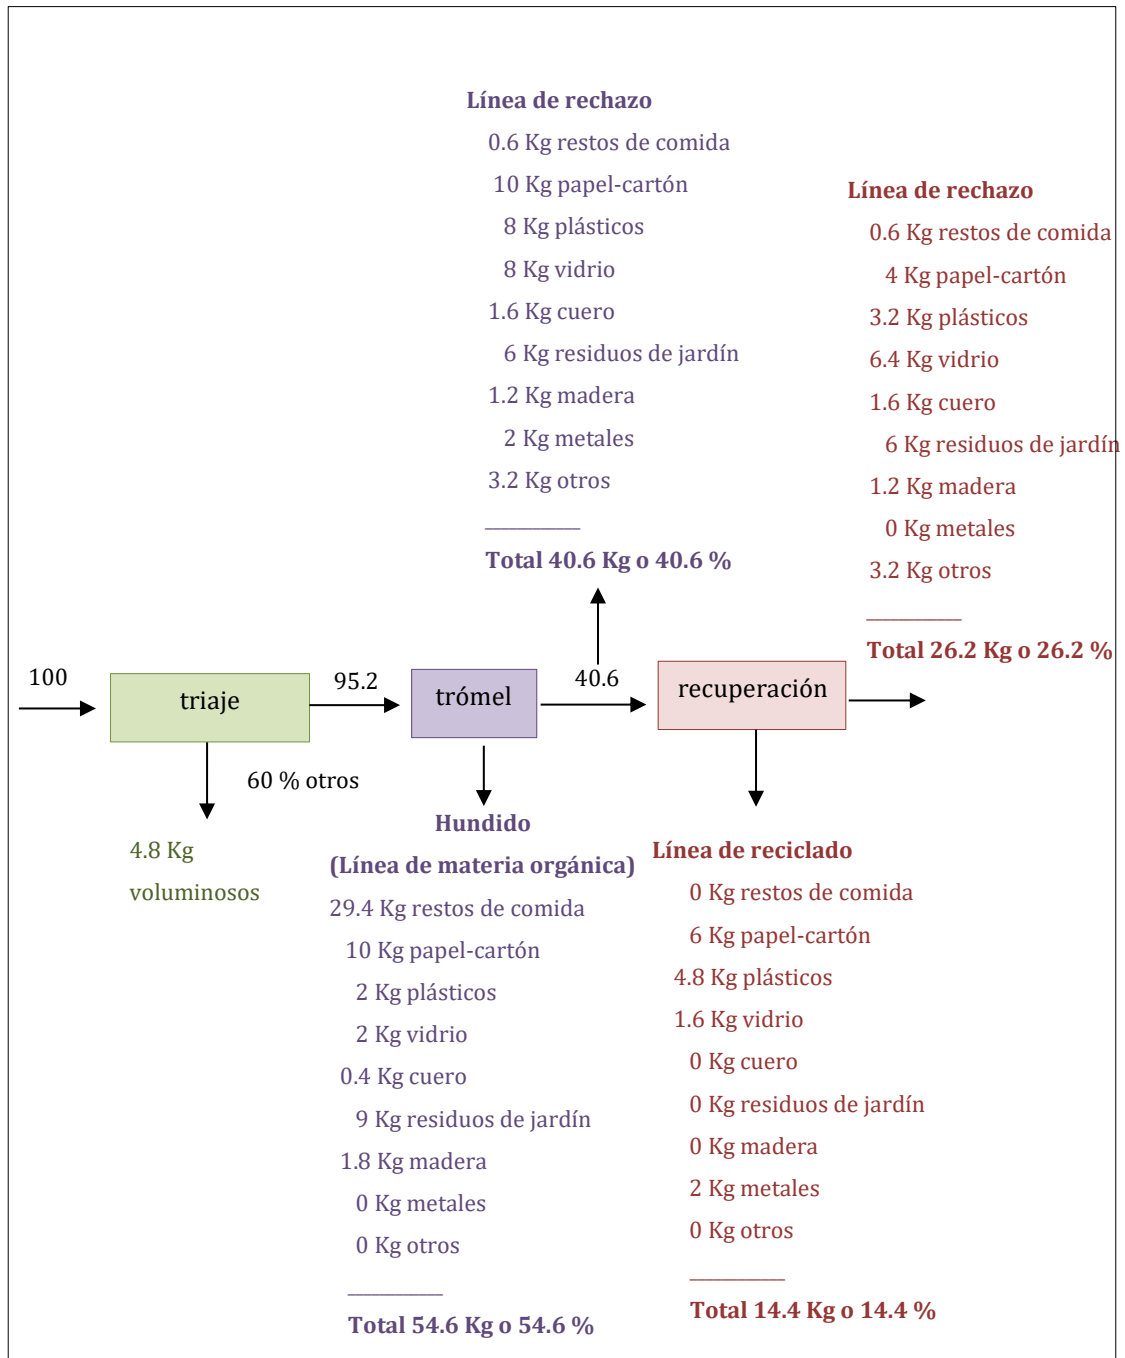 Línea de rechazo
0.6 Kg restos de comida
10 Kg papel-cartón
8 Kg plásticos
8 Kg vidrio
1.6 Kg cuero
6 Kg residuos de jardín
1.2 Kg madera
2 Kg metales
3.2 Kg otros
Total 40.6 Kg o 40.6 %
Línea de rechazo
0.6 Kg restos de comida
4 Kg papel-cartón
3.2 Kg plásticos
6.4 Kg vidrio
1.6 Kg cuero
6 Kg residuos de jardín
1.2 Kg madera
0 Kg metales
3.2 Kg otros
Total 26.2 Kg o 26.2 %
100
triaje
95.2
trómel
40.6
recuperación
60 % otros
4.8 Kg
voluminosos
Hundido
(Línea de materia orgánica)
29.4 Kg restos de comida
10 Kg papel-cartón
2 Kg plásticos
2 Kg vidrio
0.4 Kg cuero
9 Kg residuos de jardín
1.8 Kg madera
0 Kg metales
0 Kg otros
Total 54.6 Kg o 54.6 %
Línea de reciclado
0 Kg restos de comida
6 Kg papel-cartón
4.8 Kg plásticos
1.6 Kg vidrio
0 Kg cuero
0 Kg residuos de jardín
0 Kg madera
2 Kg metales
0 Kg otros
Total 14.4 Kg o 14.4 %